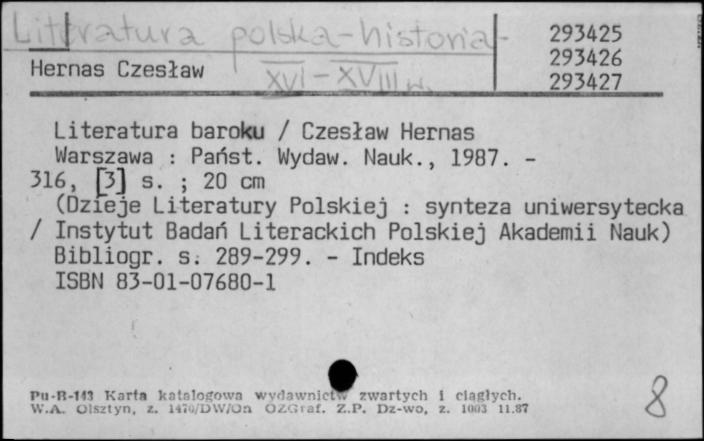 Literatura polska - historia -
293425
293426
Hernas Czesław
XVI - XVIII w.
293427
Literatura baroku / Czesław Hernas
Warszawa : Państ. Wydaw. Nauk., 1987. -
316, [3] s. ; 20 cm
(Dzieje Literatury Polskiej : synteza uniwersytecka
/ Instytut Badań Literackich Polskiej Akademii Nauk)
Bibliogr. s. 289-299. - Indeks
ISBN 83-01-07680-1
Pu-B-143 Karta katalogowa wydawnictw zwartych i ciągłych.
W.A. Olsztyn, z. 1470/DW/On OZGraf. Z.P. Dz-wo, z. 1003 11.87
8